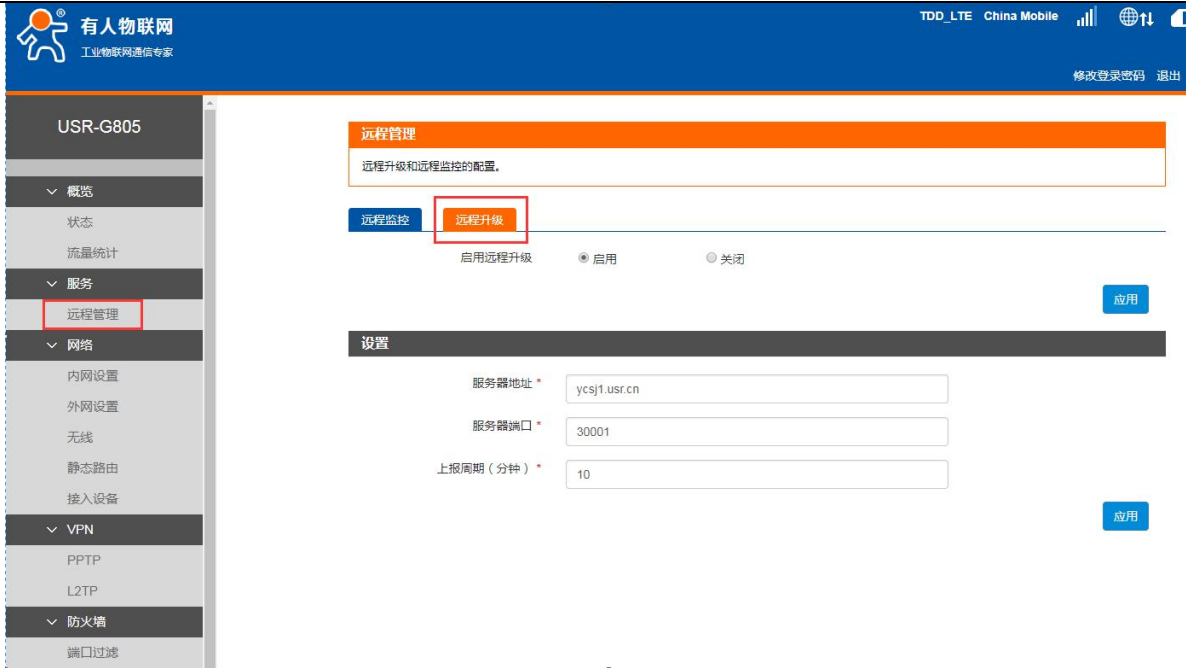 ®
有人物联网
工业物联网通信专家
TDD_LTE China Mobile
修改登录密码 退出
USR-G805
概览
状态
流量统计
服务
远程管理
网络
内网设置
外网设置
无线
静态路由
接入设备
VPN
PPTP
L2TP
防火墙
端口过滤
远程管理
远程升级和远程监控的配置。
远程监控 远程升级
启用远程升级 启用 关闭
应用
设置
服务器地址 * ycsj1.usr.cn
服务器端口 * 30001
上报周期（分钟） * 10
应用